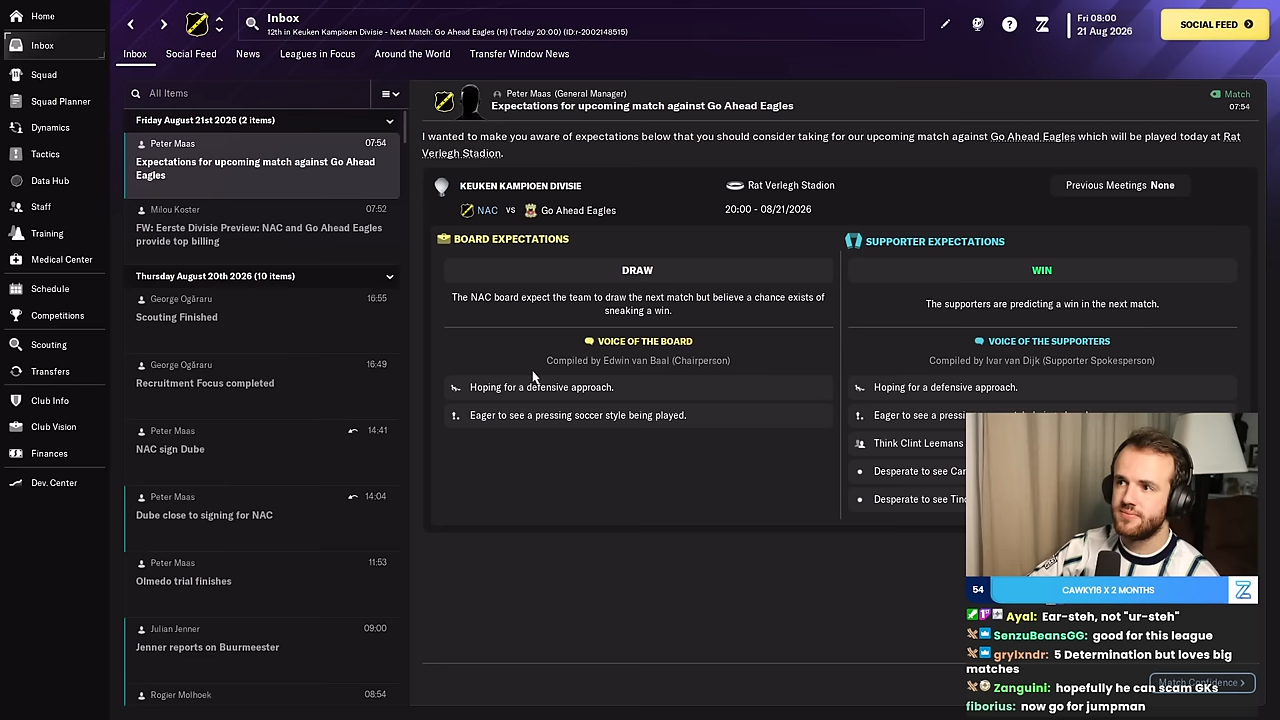 Home
Inbox
Squad
Squad Planner
Dynamics
Tactics
Data Hub
Staff
Training
Medical Center
Schedule
Competitions
Scouting
Transfers
Club Info
Club Vision
Finances
Dev. Center
Inbox
12th in Keuken Kampioen Divisie - Next Match: Go Ahead Eagles (H) (Today 20:00) (ID:r-2002148515)
Fri 08:00
21 Aug 2026
SOCIAL FEED
Inbox
Social Feed
News
Leagues in Focus
Around the World
Transfer Window News
All Items
Friday August 21st 2026 (2 items)
Peter Maas 07:54
Expectations for upcoming match against Go Ahead
Eagles
Milou Koster 07:52
FW: Eerste Divisie Preview: NAC and Go Ahead Eagles
provide top billing
Thursday August 20th 2026 (10 items)
George Ogăraru 16:55
Scouting Finished
George Ogăraru 16:49
Recruitment Focus completed
Peter Maas 14:41
NAC sign Dube
Peter Maas 14:04
Dube close to signing for NAC
Peter Maas 11:53
Olmedo trial finishes
Julian Jenner 09:00
Jenner reports on Buurmeester
Rogier Molhoek 08:54
Peter Maas (General Manager)
Expectations for upcoming match against Go Ahead Eagles
Match
07:54
I wanted to make you aware of expectations below that you should consider taking for our upcoming match against Go Ahead Eagles which will be played today at Rat
Verlegh Stadion.
KEUKEN KAMPIOEN DIVISIE
Rat Verlegh Stadion
Previous Meetings None
NAC vs Go Ahead Eagles
20:00 - 08/21/2026
BOARD EXPECTATIONS
DRAW
The NAC board expect the team to draw the next match but believe a chance exists of
sneaking a win.
VOICE OF THE BOARD
Compiled by Edwin van Baal (Chairperson)
Hoping for a defensive approach.
Eager to see a pressing soccer style being played.
SUPPORTER EXPECTATIONS
WIN
The supporters are predicting a win in the next match.
VOICE OF THE SUPPORTERS
Compiled by Ivar van Dijk (Supporter Spokesperson)
Hoping for a defensive approach.
Eager to see a
Think Clint Leemans
Desperate to see
Desperate to see
54
CAWKY16 X 2 MONTHS
Z
Ayal: Ear-steh, not "ur-steh"
SenzuBeansGG: good for this league
grylxndr: 5 Determination but loves big
matches
Match Confidence >
Zanguini: hopefully he can scam GKs
fiborius: now go for jumpman